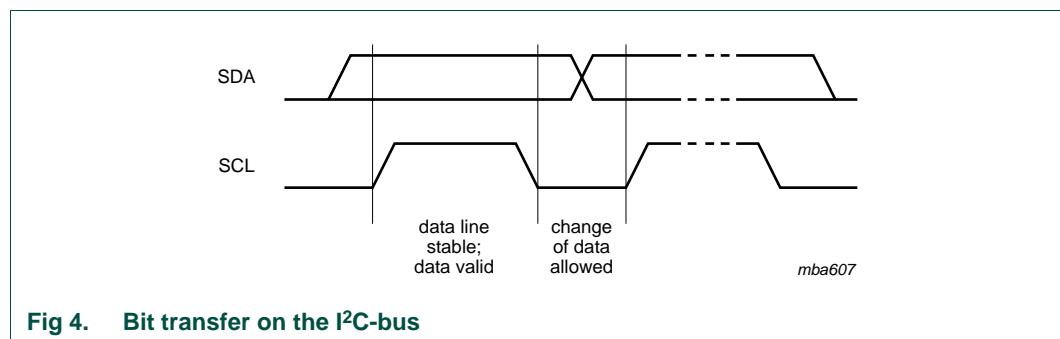 SDA
SCL
data line
stable;
data valid
change
of data
allowed
mba607
Fig 4. Bit transfer on the I²C-bus